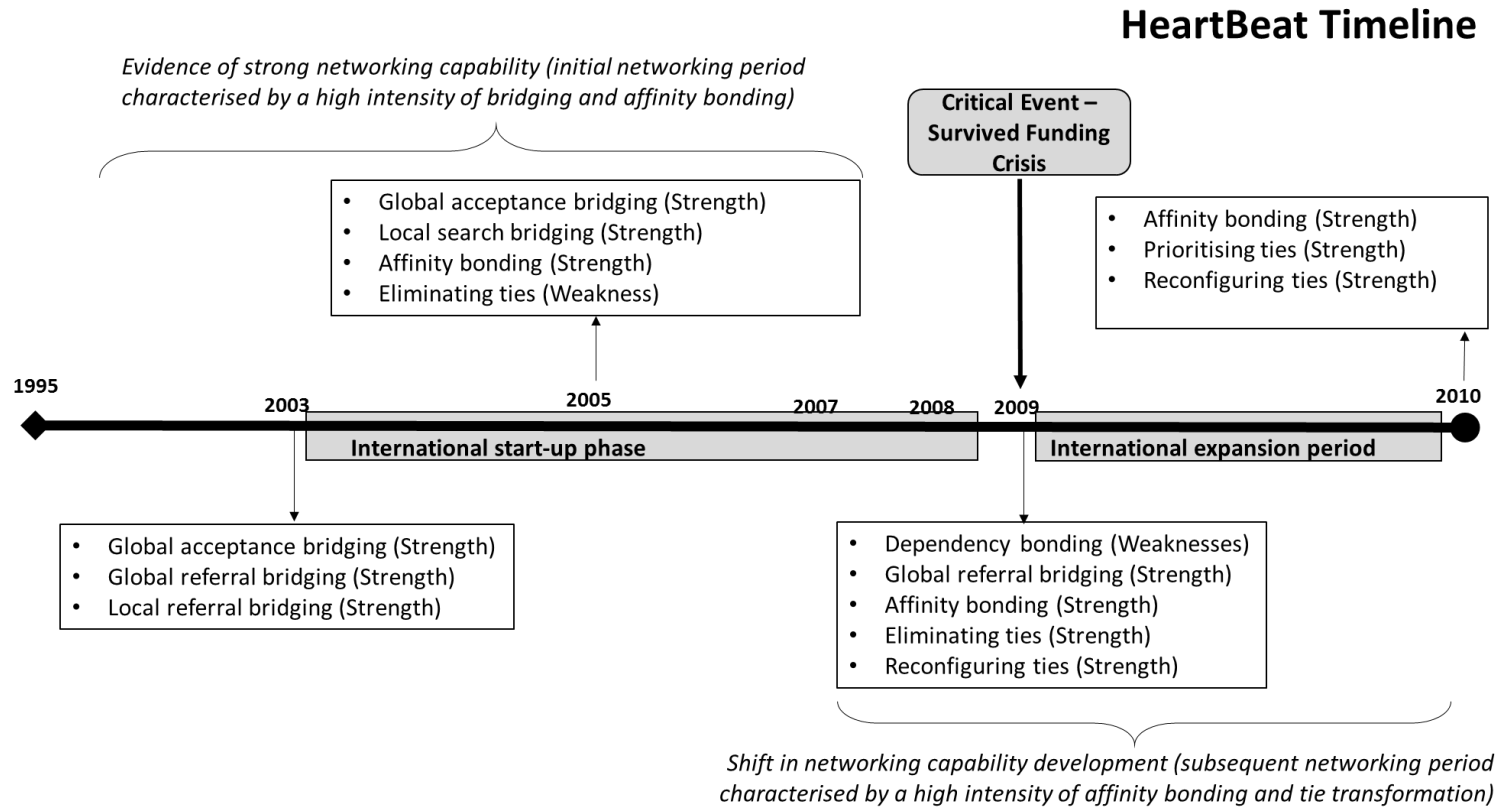 HeartBeat Timeline
Evidence of strong networking capability (initial networking period
characterised by a high intensity of bridging and affinity bonding)
Critical Event –
Survived Funding
Crisis
• Global acceptance bridging (Strength)
• Local search bridging (Strength)
• Affinity bonding (Strength)
• Eliminating ties (Weakness)
• Affinity bonding (Strength)
• Prioritising ties (Strength)
• Reconfiguring ties (Strength)
1995
2003
2005
2007
2008
2009
2010
International start-up phase
International expansion period
• Global acceptance bridging (Strength)
• Global referral bridging (Strength)
• Local referral bridging (Strength)
• Dependency bonding (Weaknesses)
• Global referral bridging (Strength)
• Affinity bonding (Strength)
• Eliminating ties (Strength)
• Reconfiguring ties (Strength)
Shift in networking capability development (subsequent networking period
characterised by a high intensity of affinity bonding and tie transformation)